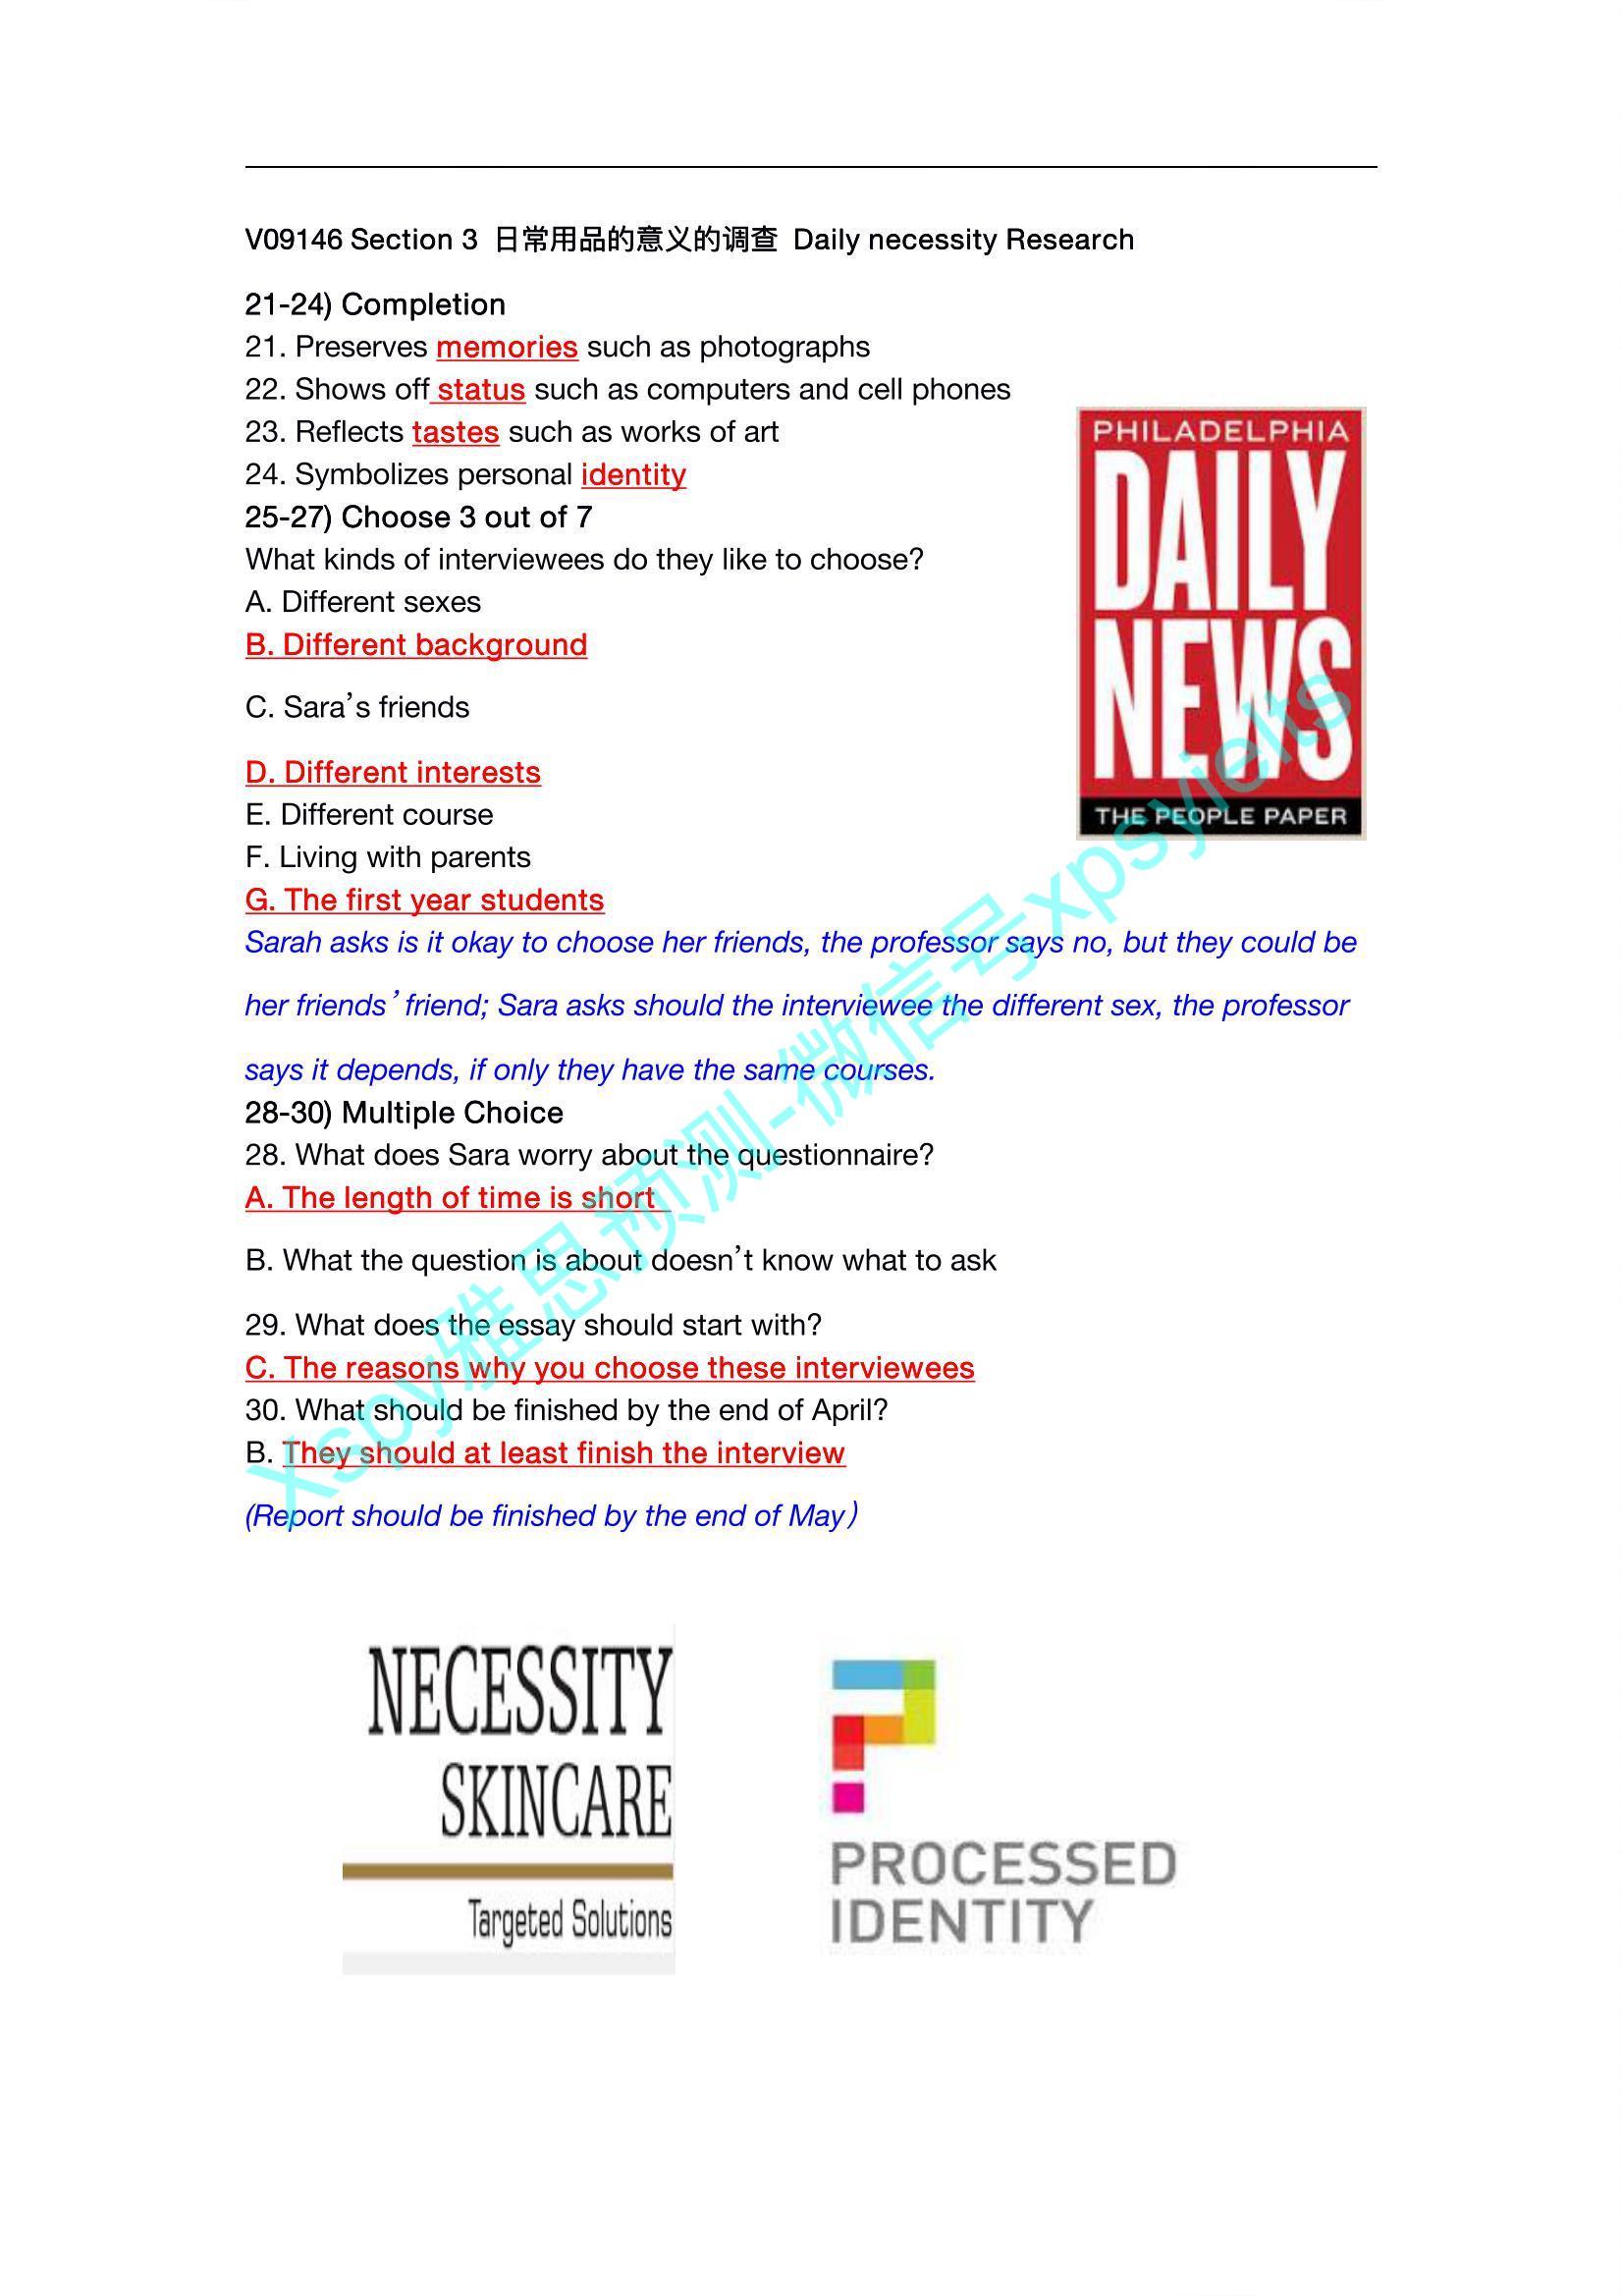 V09146 Section 3 日常用品的意义的调查 Daily necessity Research
21-24) Completion
21. Preserves memories such as photographs
22. Shows off status such as computers and cell phones
23. Reflects tastes such as works of art
24. Symbolizes personal identity
25-27) Choose 3 out of 7
What kinds of interviewees do they like to choose?
A. Different sexes
B. Different background
C. Sara's friends
D. Different interests
E. Different course
F. Living with parents
G. The first year students
PHILADELPHIA
DAILY
NEWS
THE PEOPLE PAPER
Sarah asks is it okay to choose her friends, the professor says no, but they could be
her friends' friend; Sara asks should the interviewee the different sex, the professor
says it depends, if only they have the same courses.
28-30) Multiple Choice
28. What does Sara worry about the questionnaire?
A. The length of time is short
B. What the question is about doesn't know what to ask
29. What does the essay should start with?
C. The reasons why you choose these interviewees
30. What should be finished by the end of April?
B. They should at least finish the interview
(Report should be finished by the end of May）
Xspy雅思预测-微信号xpsyielts
NECESSITY
SKINCARE
Targeted Solutions
PROCESSED
IDENTITY